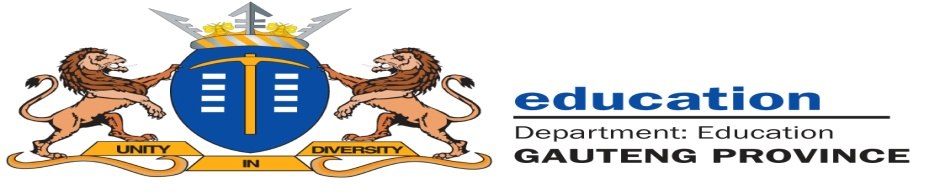 UNITY
IN
DIVERSITY
education
Department: Education
GAUTENG PROVINCE